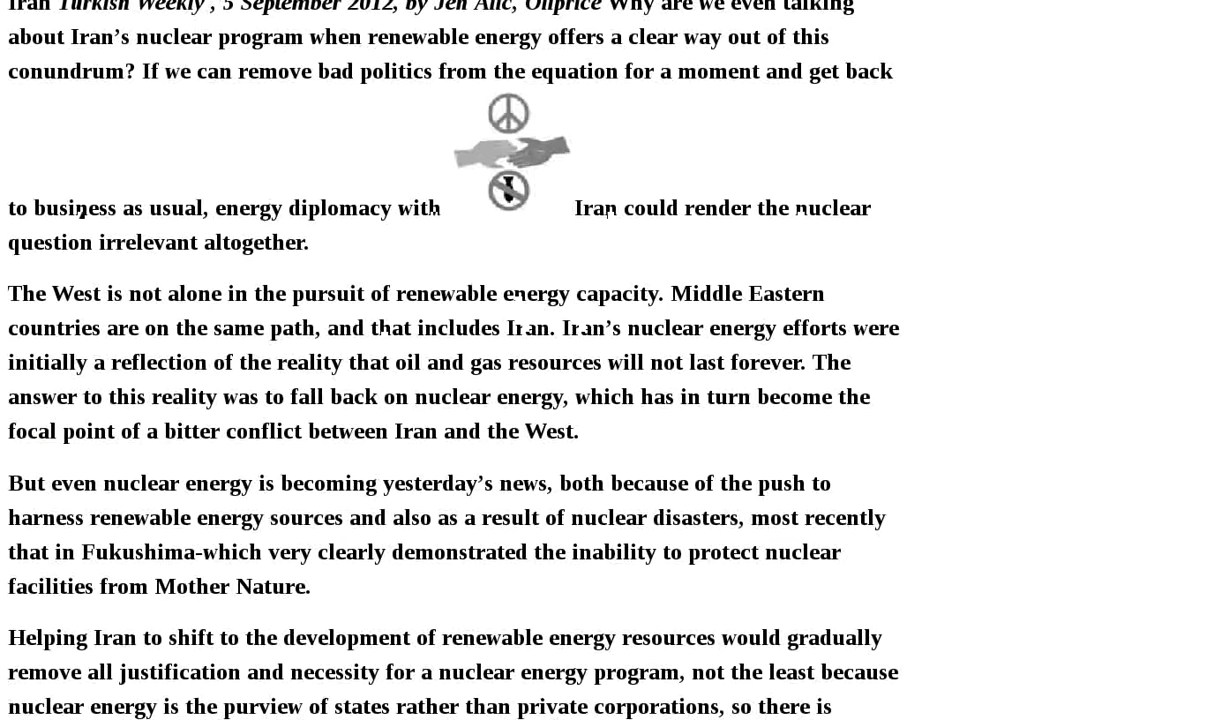 Iran Turkish Weekly , 5 September 2012, by Jen Alic, Oilprice Why are we even talking
about Iran’s nuclear program when renewable energy offers a clear way out of this
conundrum? If we can remove bad politics from the equation for a moment and get back
to business as usual, energy diplomacy with Iran could render the nuclear
question irrelevant altogether.
The West is not alone in the pursuit of renewable energy capacity. Middle Eastern
countries are on the same path, and that includes Iran. Iran’s nuclear energy efforts were
initially a reflection of the reality that oil and gas resources will not last forever. The
answer to this reality was to fall back on nuclear energy, which has in turn become the
focal point of a bitter conflict between Iran and the West.
But even nuclear energy is becoming yesterday’s news, both because of the push to
harness renewable energy sources and also as a result of nuclear disasters, most recently
that in Fukushima-which very clearly demonstrated the inability to protect nuclear
facilities from Mother Nature.
Helping Iran to shift to the development of renewable energy resources would gradually
remove all justification and necessity for a nuclear energy program, not the least because
nuclear energy is the purview of states rather than private corporations, so there is